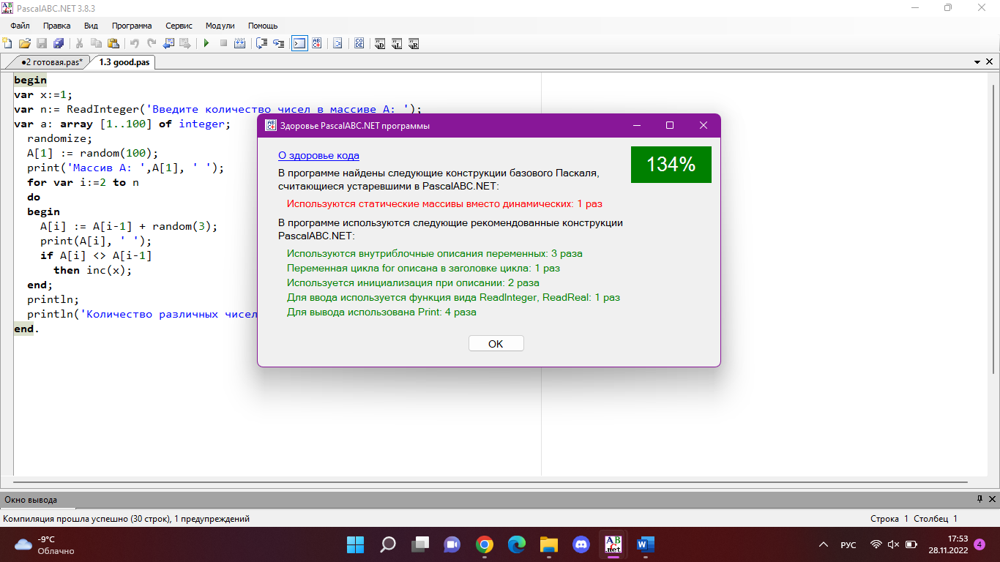 PascalABC.NET 3.8.3
Файл Правка Вид Программа Сервис Модули Помощь
●2 готовая.pas* 1.3 good.pas
begin
var x:=1;
var n:= ReadInteger('Введите количество чисел в массиве А: ');
var a: array [1..100] of integer;
randomize;
A[1] := random(100);
print('Массив А: ',A[1], ' ');
for var i:=2 to n
do
begin
A[i] := A[i-1] + random(3);
print(A[i], ' ');
if A[i] <> A[i-1]
then inc(x);
end;
println;
println('Количество различных чисел
end.
Здоровье PascalABC.NET программы
О здоровье кода
134%
В программе найдены следующие конструкции базового Паскаля,
считающиеся устаревшими в PascalABC.NET:
Используются статические массивы вместо динамических: 1 раз
В программе используются следующие рекомендованные конструкции
PascalABC.NET:
Используются внутриблочные описания переменных: 3 раза
Переменная цикла for описана в заголовке цикла: 1 раз
Используется инициализация при описании: 2 раза
Для ввода используется функция вида ReadInteger, ReadReal: 1 раз
Для вывода использована Print: 4 раза
OK
Окно вывода
Компиляция прошла успешно (30 строк), 1 предупреждений
Строка 1 Столбец 1
-9°C
Облачно
РУС
17:53
28.11.2022
4